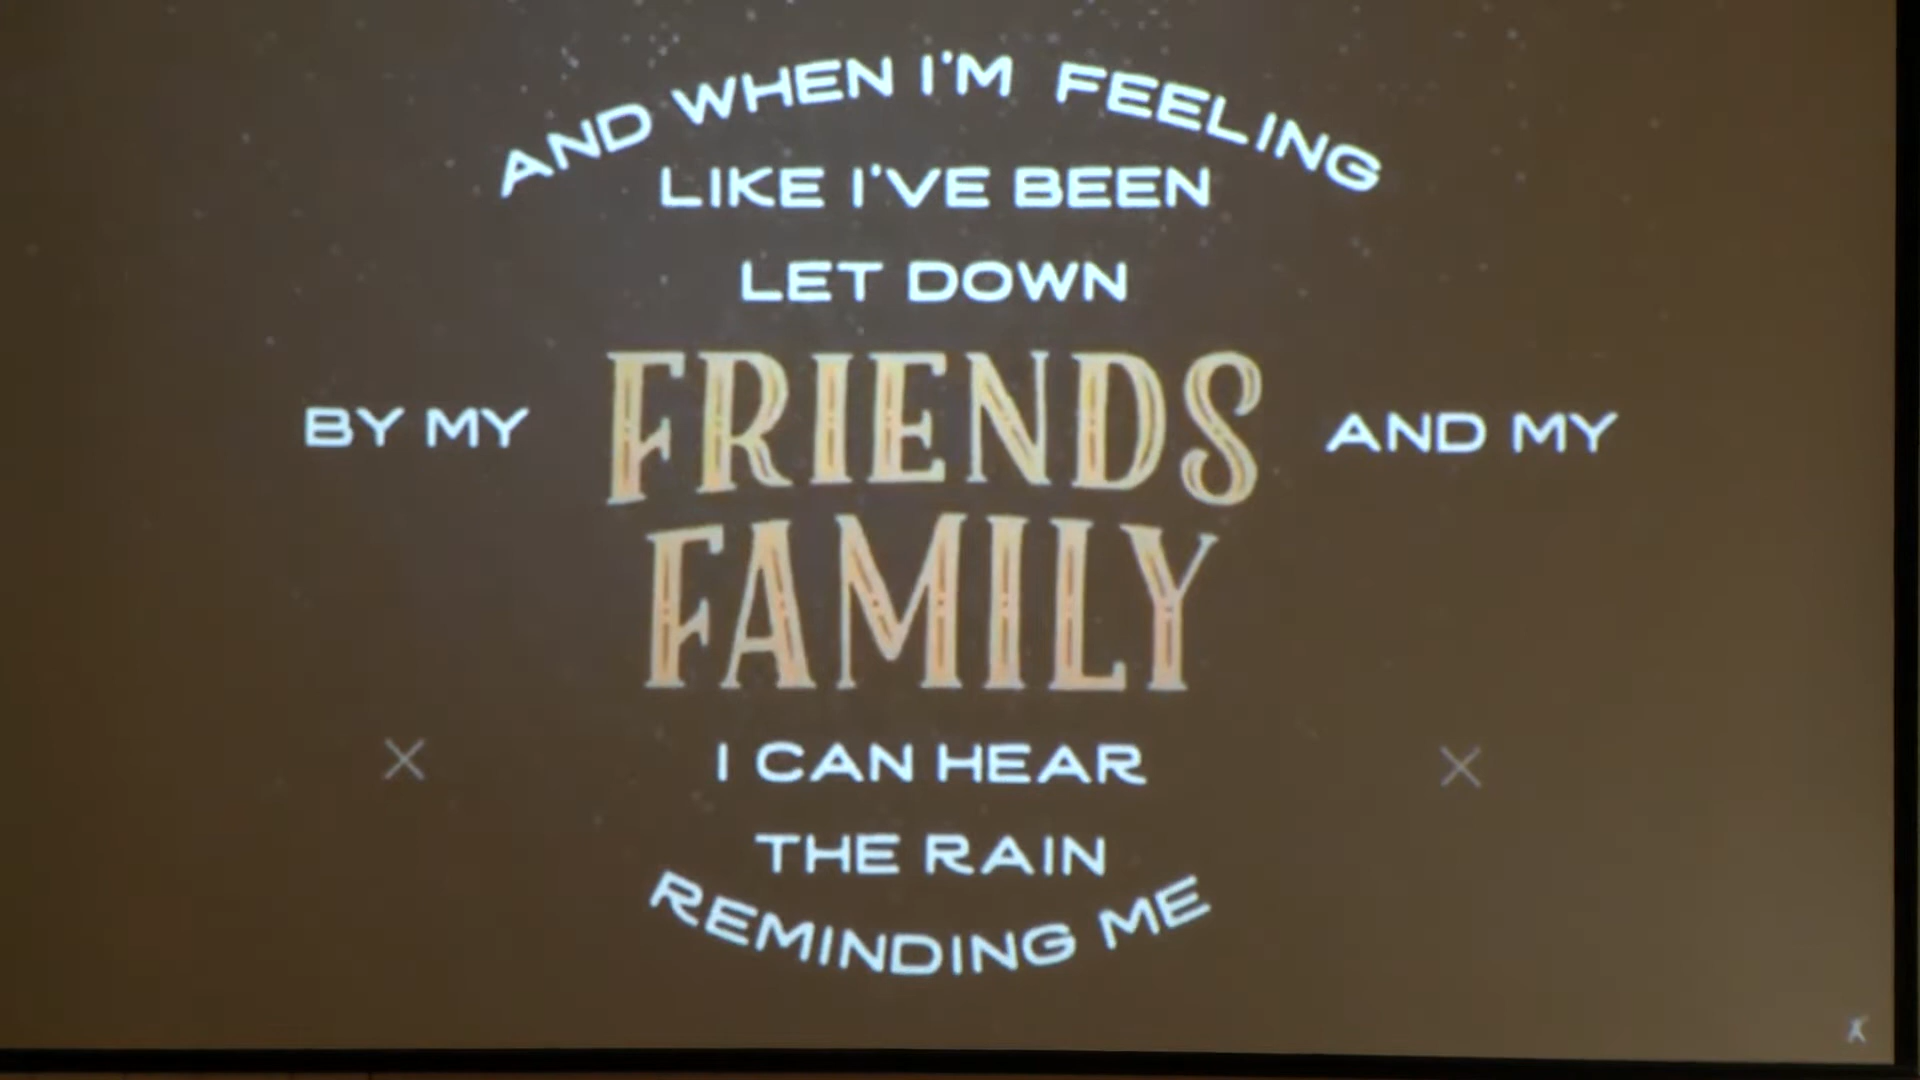 AND WHEN I'M FEELING
LIKE I'VE BEEN
LET DOWN
BY MY FRIENDS AND MY
FAMILY
I CAN HEAR
THE RAIN
REMINDING ME